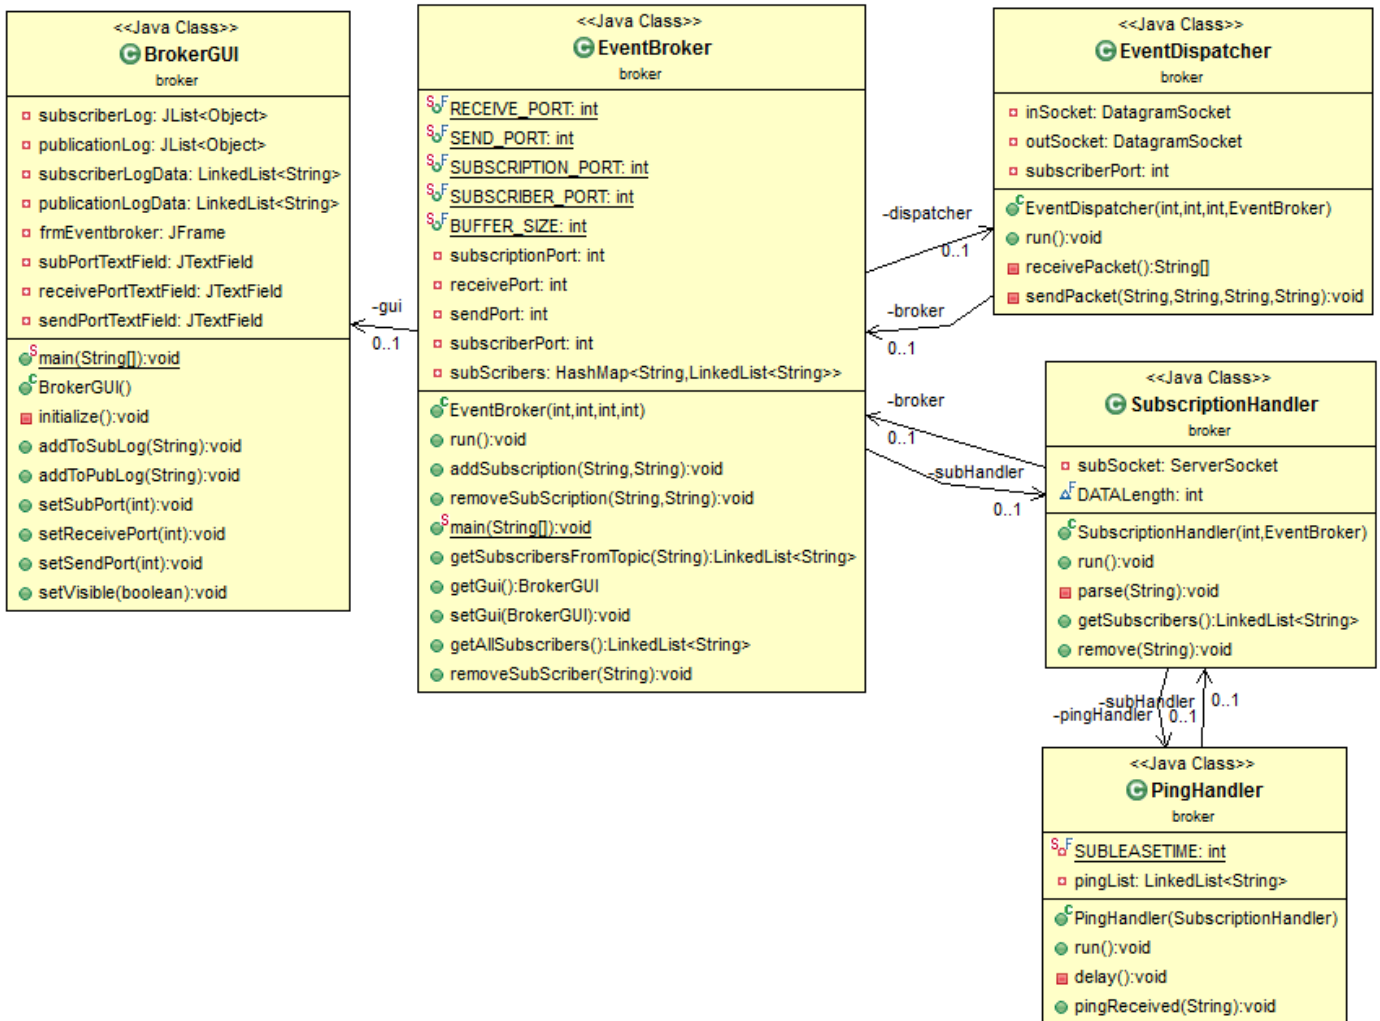 <<Java Class>>
BrokerGUI
broker
subscriberLog: JList<Object>
publicationLog: JList<Object>
subscriberLogData: LinkedList<String>
publicationLogData: LinkedList<String>
frmEventbroker: JFrame
subPortTextField: JTextField
receivePortTextField: JTextField
sendPortTextField: JTextField
main(String[]):void
BrokerGUI()
initialize():void
addToSubLog(String):void
addToPubLog(String):void
setSubPort(int):void
setReceivePort(int):void
setSendPort(int):void
setVisible(boolean):void
-gui
0..1
<<Java Class>>
EventBroker
broker
RECEIVE_PORT: int
SEND_PORT: int
SUBSCRIPTION_PORT: int
SUBSCRIBER_PORT: int
BUFFER_SIZE: int
subscriptionPort: int
receivePort: int
sendPort: int
subscriberPort: int
subScribers: HashMap<String,LinkedList<String>>
EventBroker(int,int,int,int)
run():void
addSubscription(String,String):void
removeSubScription(String,String):void
main(String[]):void
getSubscribersFromTopic(String):LinkedList<String>
getGui():BrokerGUI
setGui(BrokerGUI):void
getAllSubscribers():LinkedList<String>
removeSubScriber(String):void
-dispatcher
0..1
-broker
0..1
-broker
0..1
-subHandler
0..1
<<Java Class>>
EventDispatcher
broker
inSocket: DatagramSocket
outSocket: DatagramSocket
subscriberPort: int
EventDispatcher(int,int,int,EventBroker)
run():void
receivePacket():String[]
sendPacket(String,String,String,String):void
<<Java Class>>
SubscriptionHandler
broker
subSocket: ServerSocket
DATALength: int
SubscriptionHandler(int,EventBroker)
run():void
parse(String):void
getSubscribers():LinkedList<String>
remove(String):void
-subHandler
0..1
-pingHandler
0..1
<<Java Class>>
PingHandler
broker
SUBLEASETIME: int
pingList: LinkedList<String>
PingHandler(SubscriptionHandler)
run():void
delay():void
pingReceived(String):void